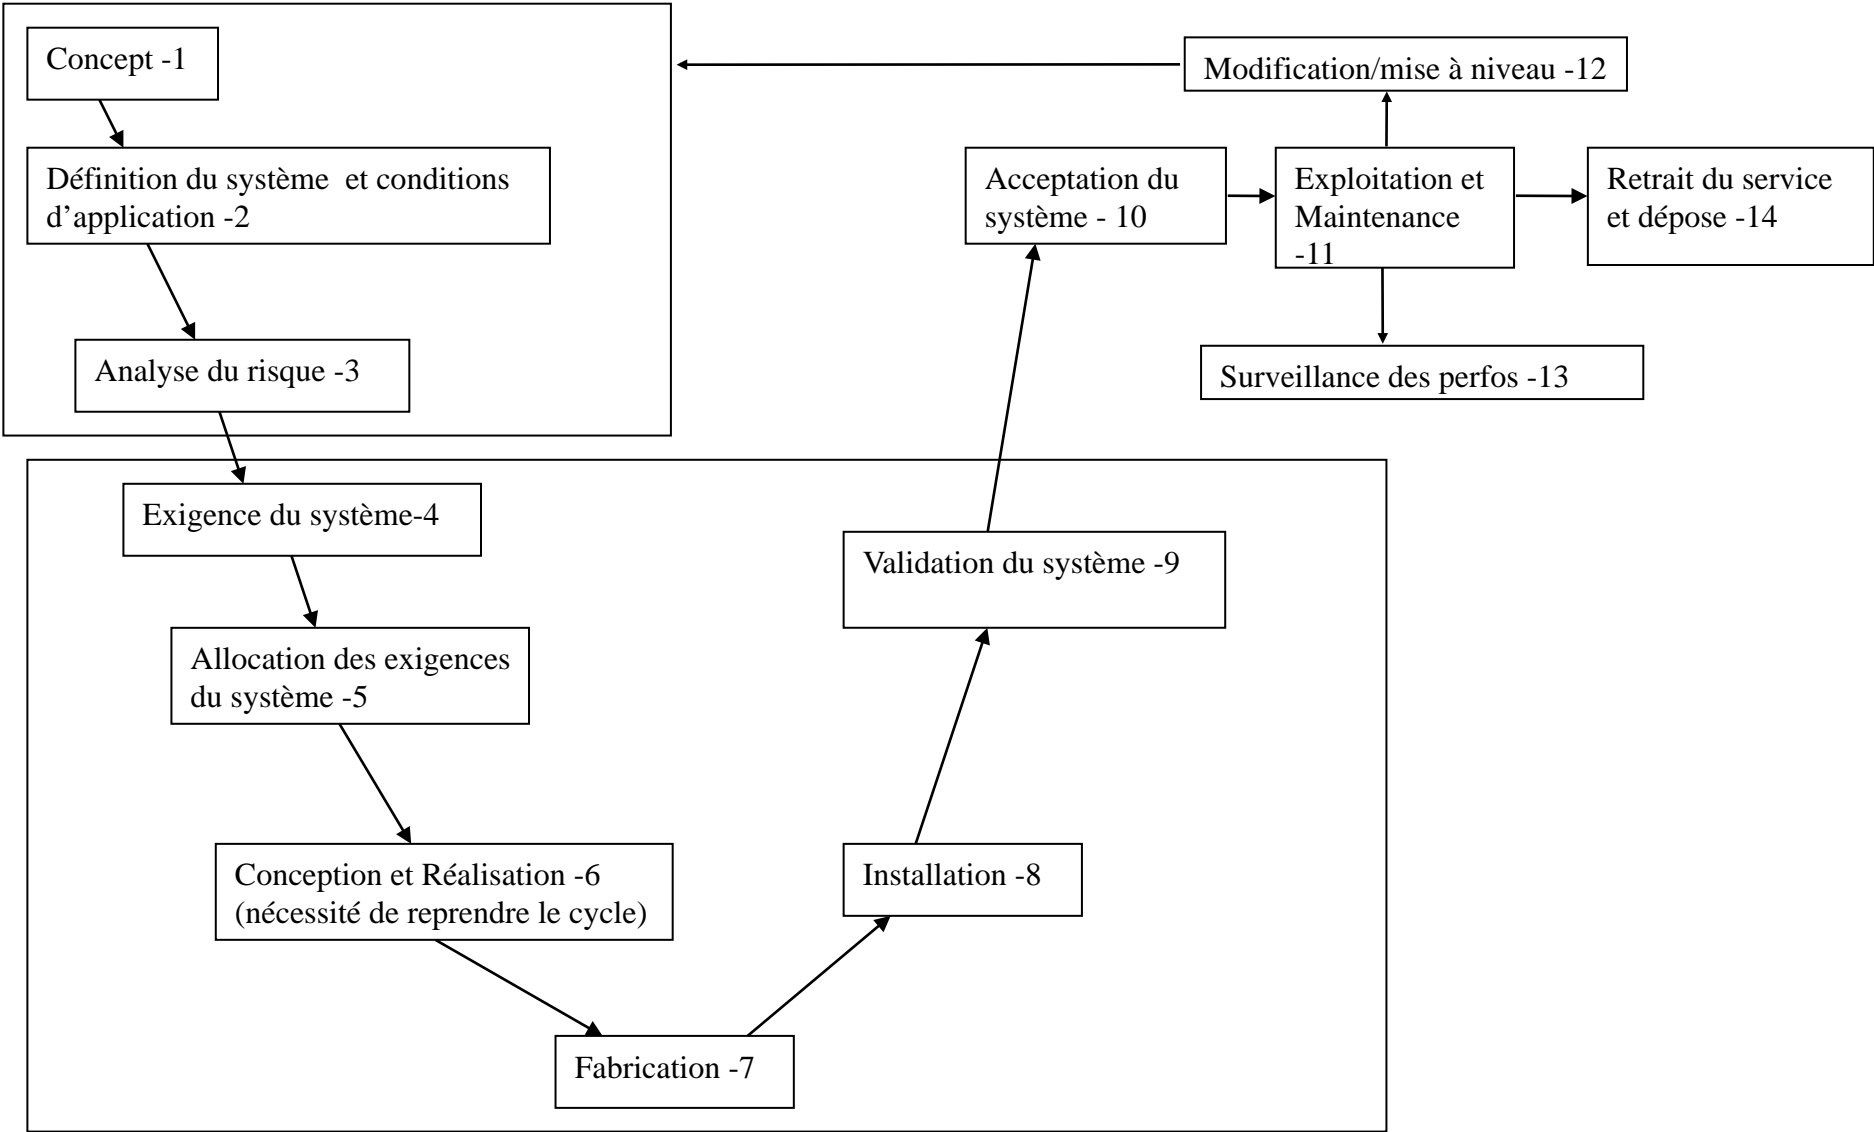 Concept -1
Définition du système et conditions
d’application -2
Analyse du risque -3
Exigence du système-4
Allocation des exigences
du système -5
Conception et Réalisation -6
(nécessité de reprendre le cycle)
Fabrication -7
Installation -8
Validation du système -9
Acceptation du
système - 10
Exploitation et
Maintenance
-11
Modification/mise à niveau -12
Surveillance des perfos -13
Retrait du service
et dépose -14